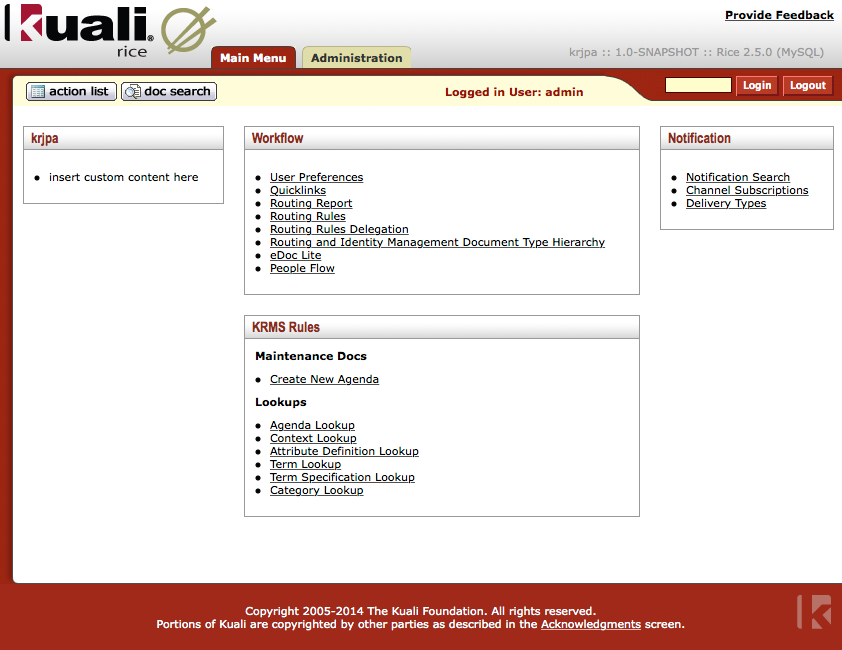 Kuali®
rice
Provide Feedback
Main Menu
Administration
krjpa :: 1.0-SNAPSHOT :: Rice 2.5.0 (MySQL)
action list
doc search
Logged in User: admin
Login
Logout
krjpa
insert custom content here
Workflow
User Preferences
Quicklinks
Routing Report
Routing Rules
Routing Rules Delegation
Routing and Identity Management Document Type Hierarchy
eDoc Lite
People Flow
KRMS Rules
Maintenance Docs
Create New Agenda
Lookups
Agenda Lookup
Context Lookup
Attribute Definition Lookup
Term Lookup
Term Specification Lookup
Category Lookup
Notification
Notification Search
Channel Subscriptions
Delivery Types
Copyright 2005-2014 The Kuali Foundation. All rights reserved.
Portions of Kuali are copyrighted by other parties as described in the Acknowledgments screen.